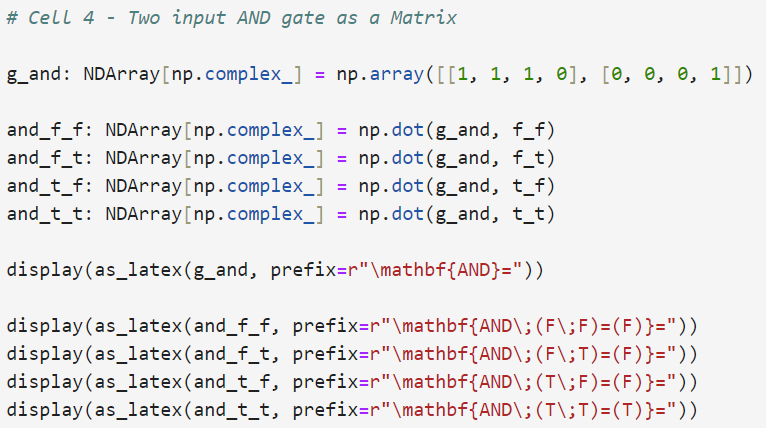 # Cell 4 - Two input AND gate as a Matrix
g_and: NDArray[np.complex_] = np.array([[1, 1, 1, 0], [0, 0, 0, 1]])
and_f_f: NDArray[np.complex_] = np.dot(g_and, f_f)
and_f_t: NDArray[np.complex_] = np.dot(g_and, f_t)
and_t_f: NDArray[np.complex_] = np.dot(g_and, t_f)
and_t_t: NDArray[np.complex_] = np.dot(g_and, t_t)
display(as_latex(g_and, prefix=r"\mathbf{AND}="))
display(as_latex(and_f_f, prefix=r"\mathbf{AND\;(F\;F)=(F)}="))
display(as_latex(and_f_t, prefix=r"\mathbf{AND\;(F\;T)=(F)}="))
display(as_latex(and_t_f, prefix=r"\mathbf{AND\;(T\;F)=(F)}="))
display(as_latex(and_t_t, prefix=r"\mathbf{AND\;(T\;T)=(T)}="))